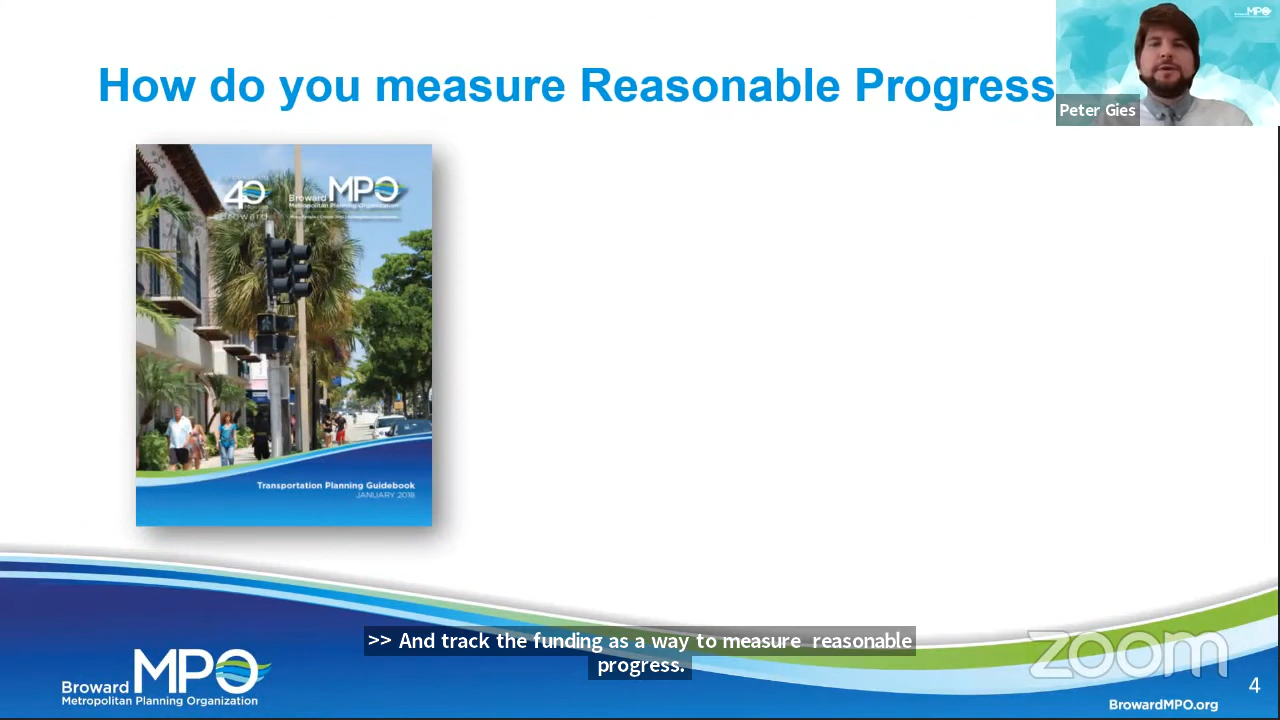 How do you measure Reasonable Progress
MPO
Peter Gies
40
Broward
MPO
Broward
Metropolitan Planning Organization
Transportation Planning Guidebook
JANUARY 2018
>> And track the funding as a way to measure reasonable
progress.
zoom
Broward MPO
Metropolitan Planning Organization
4
BrowardMPO.org